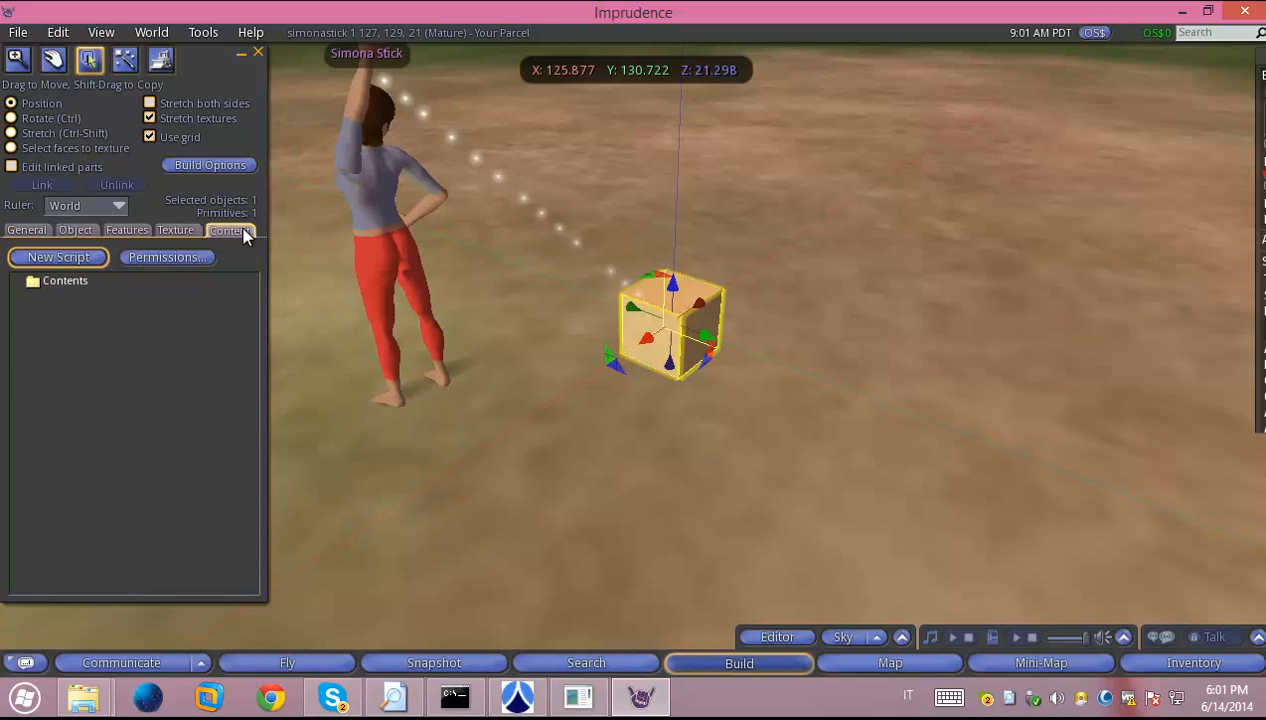 Imprudence
File Edit View World Tools Help simonastick 1 127, 129, 21 (Mature) - Your Parcel 9:01 AM PDT OS$ OS$0 Search
Simona Stick
X: 125.877 Y: 130.722 Z: 21.298
Drag to Move, Shift-Drag to Copy
Position Stretch both sides
Rotate (Ctrl) Stretch textures
Stretch (Ctrl-Shift) Use grid
Select faces to texture
Edit linked parts Build Options
Link Unlink
Selected objects: 1
Ruler: World Primitives: 1
General Object Features Texture
New Script Permissions...
Contents
Editor Sky Talk
Communicate Fly Snapshot Search Build Map Mini-Map Inventory
IT 6:01 PM
6/14/2014